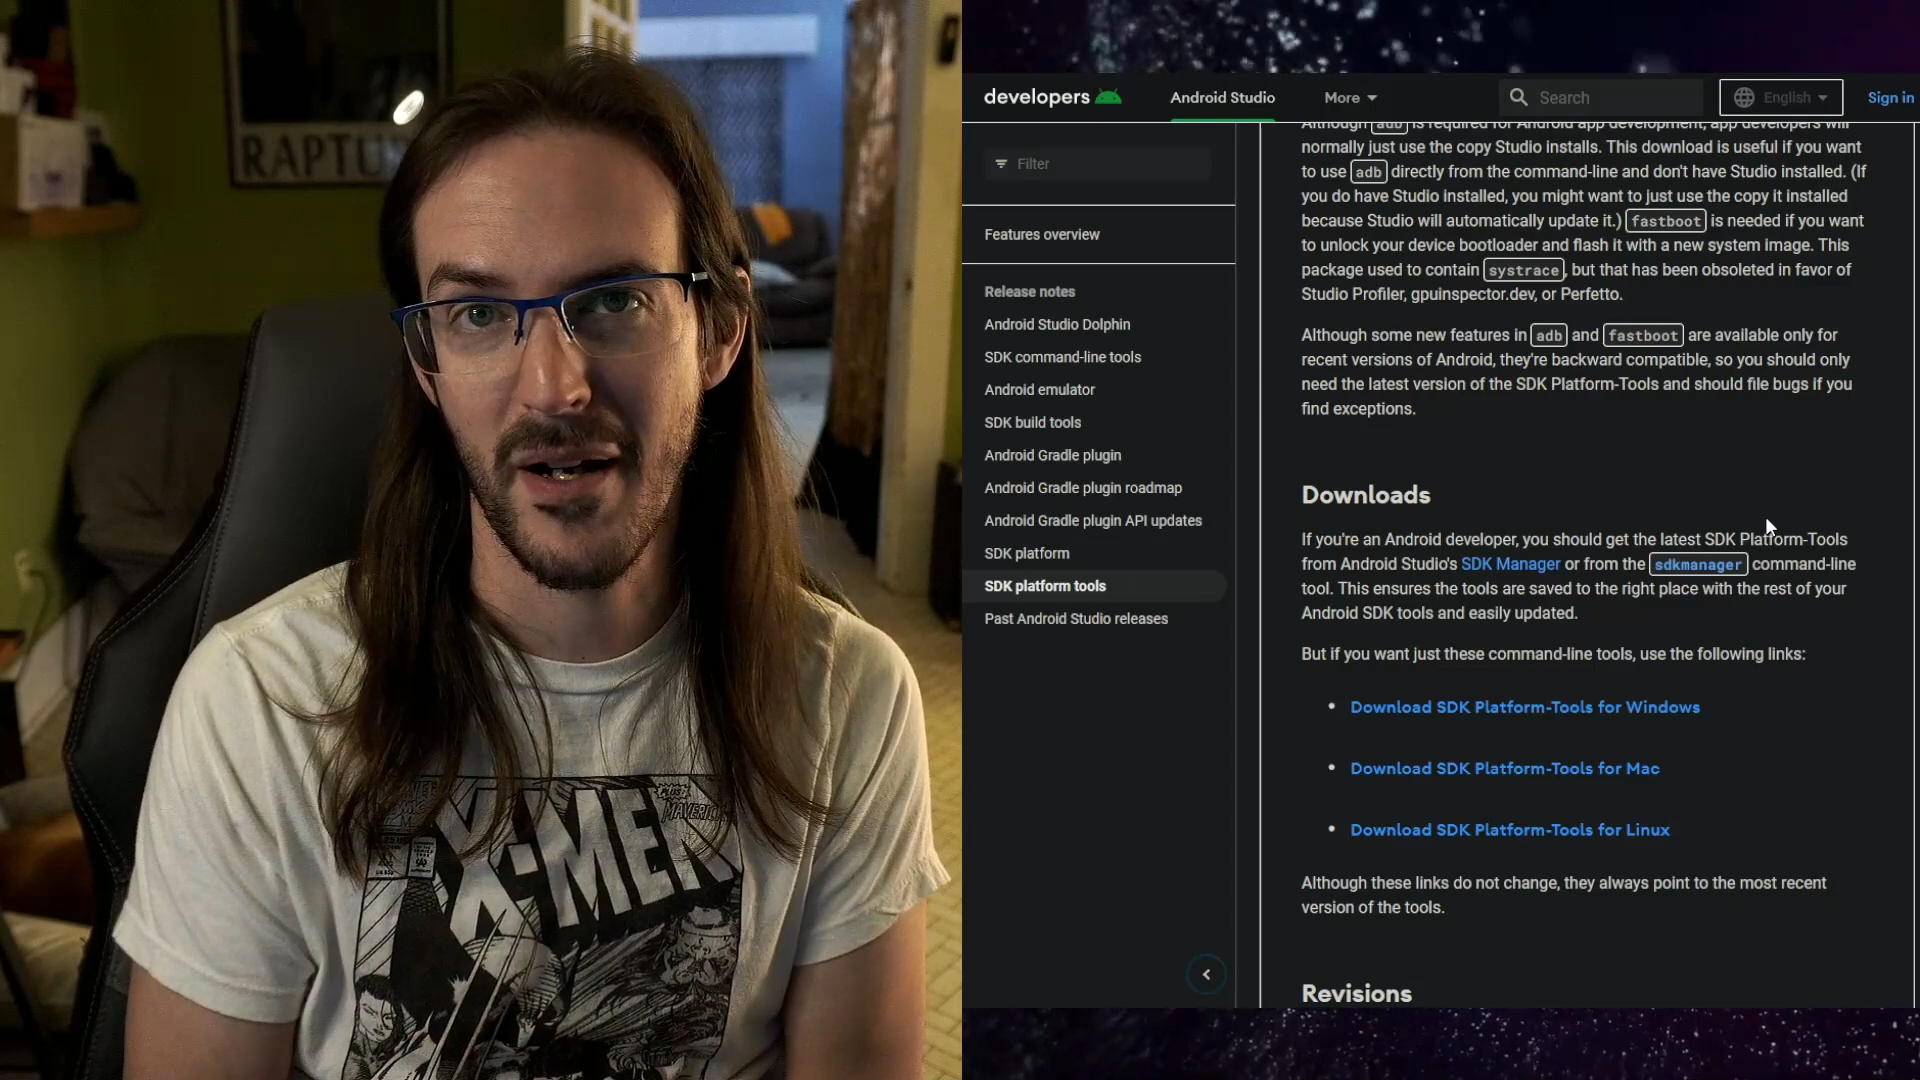 RAPTU
PLUS:
MAVERICK
X-MEN
developers
Android Studio
More
Search
English
Sign in
Filter
Features overview
Release notes
Android Studio Dolphin
SDK command-line tools
Android emulator
SDK build tools
Android Gradle plugin
Android Gradle plugin roadmap
Android Gradle plugin API updates
SDK platform
SDK platform tools
Past Android Studio releases
Although adb is required for Android app development, app developers will
normally just use the copy Studio installs. This download is useful if you want
to use adb directly from the command-line and don't have Studio installed. (If
you do have Studio installed, you might want to just use the copy it installed
because Studio will automatically update it.) fastboot is needed if you want
to unlock your device bootloader and flash it with a new system image. This
package used to contain systrace, but that has been obsoleted in favor of
Studio Profiler, gpuinspector.dev, or Perfetto.
Although some new features in adb and fastboot are available only for
recent versions of Android, they're backward compatible, so you should only
need the latest version of the SDK Platform-Tools and should file bugs if you
find exceptions.
Downloads
If you're an Android developer, you should get the latest SDK Platform-Tools
from Android Studio's SDK Manager or from the sdkmanager command-line
tool. This ensures the tools are saved to the right place with the rest of your
Android SDK tools and easily updated.
But if you want just these command-line tools, use the following links:
• Download SDK Platform-Tools for Windows
• Download SDK Platform-Tools for Mac
• Download SDK Platform-Tools for Linux
Although these links do not change, they always point to the most recent
version of the tools.
Revisions